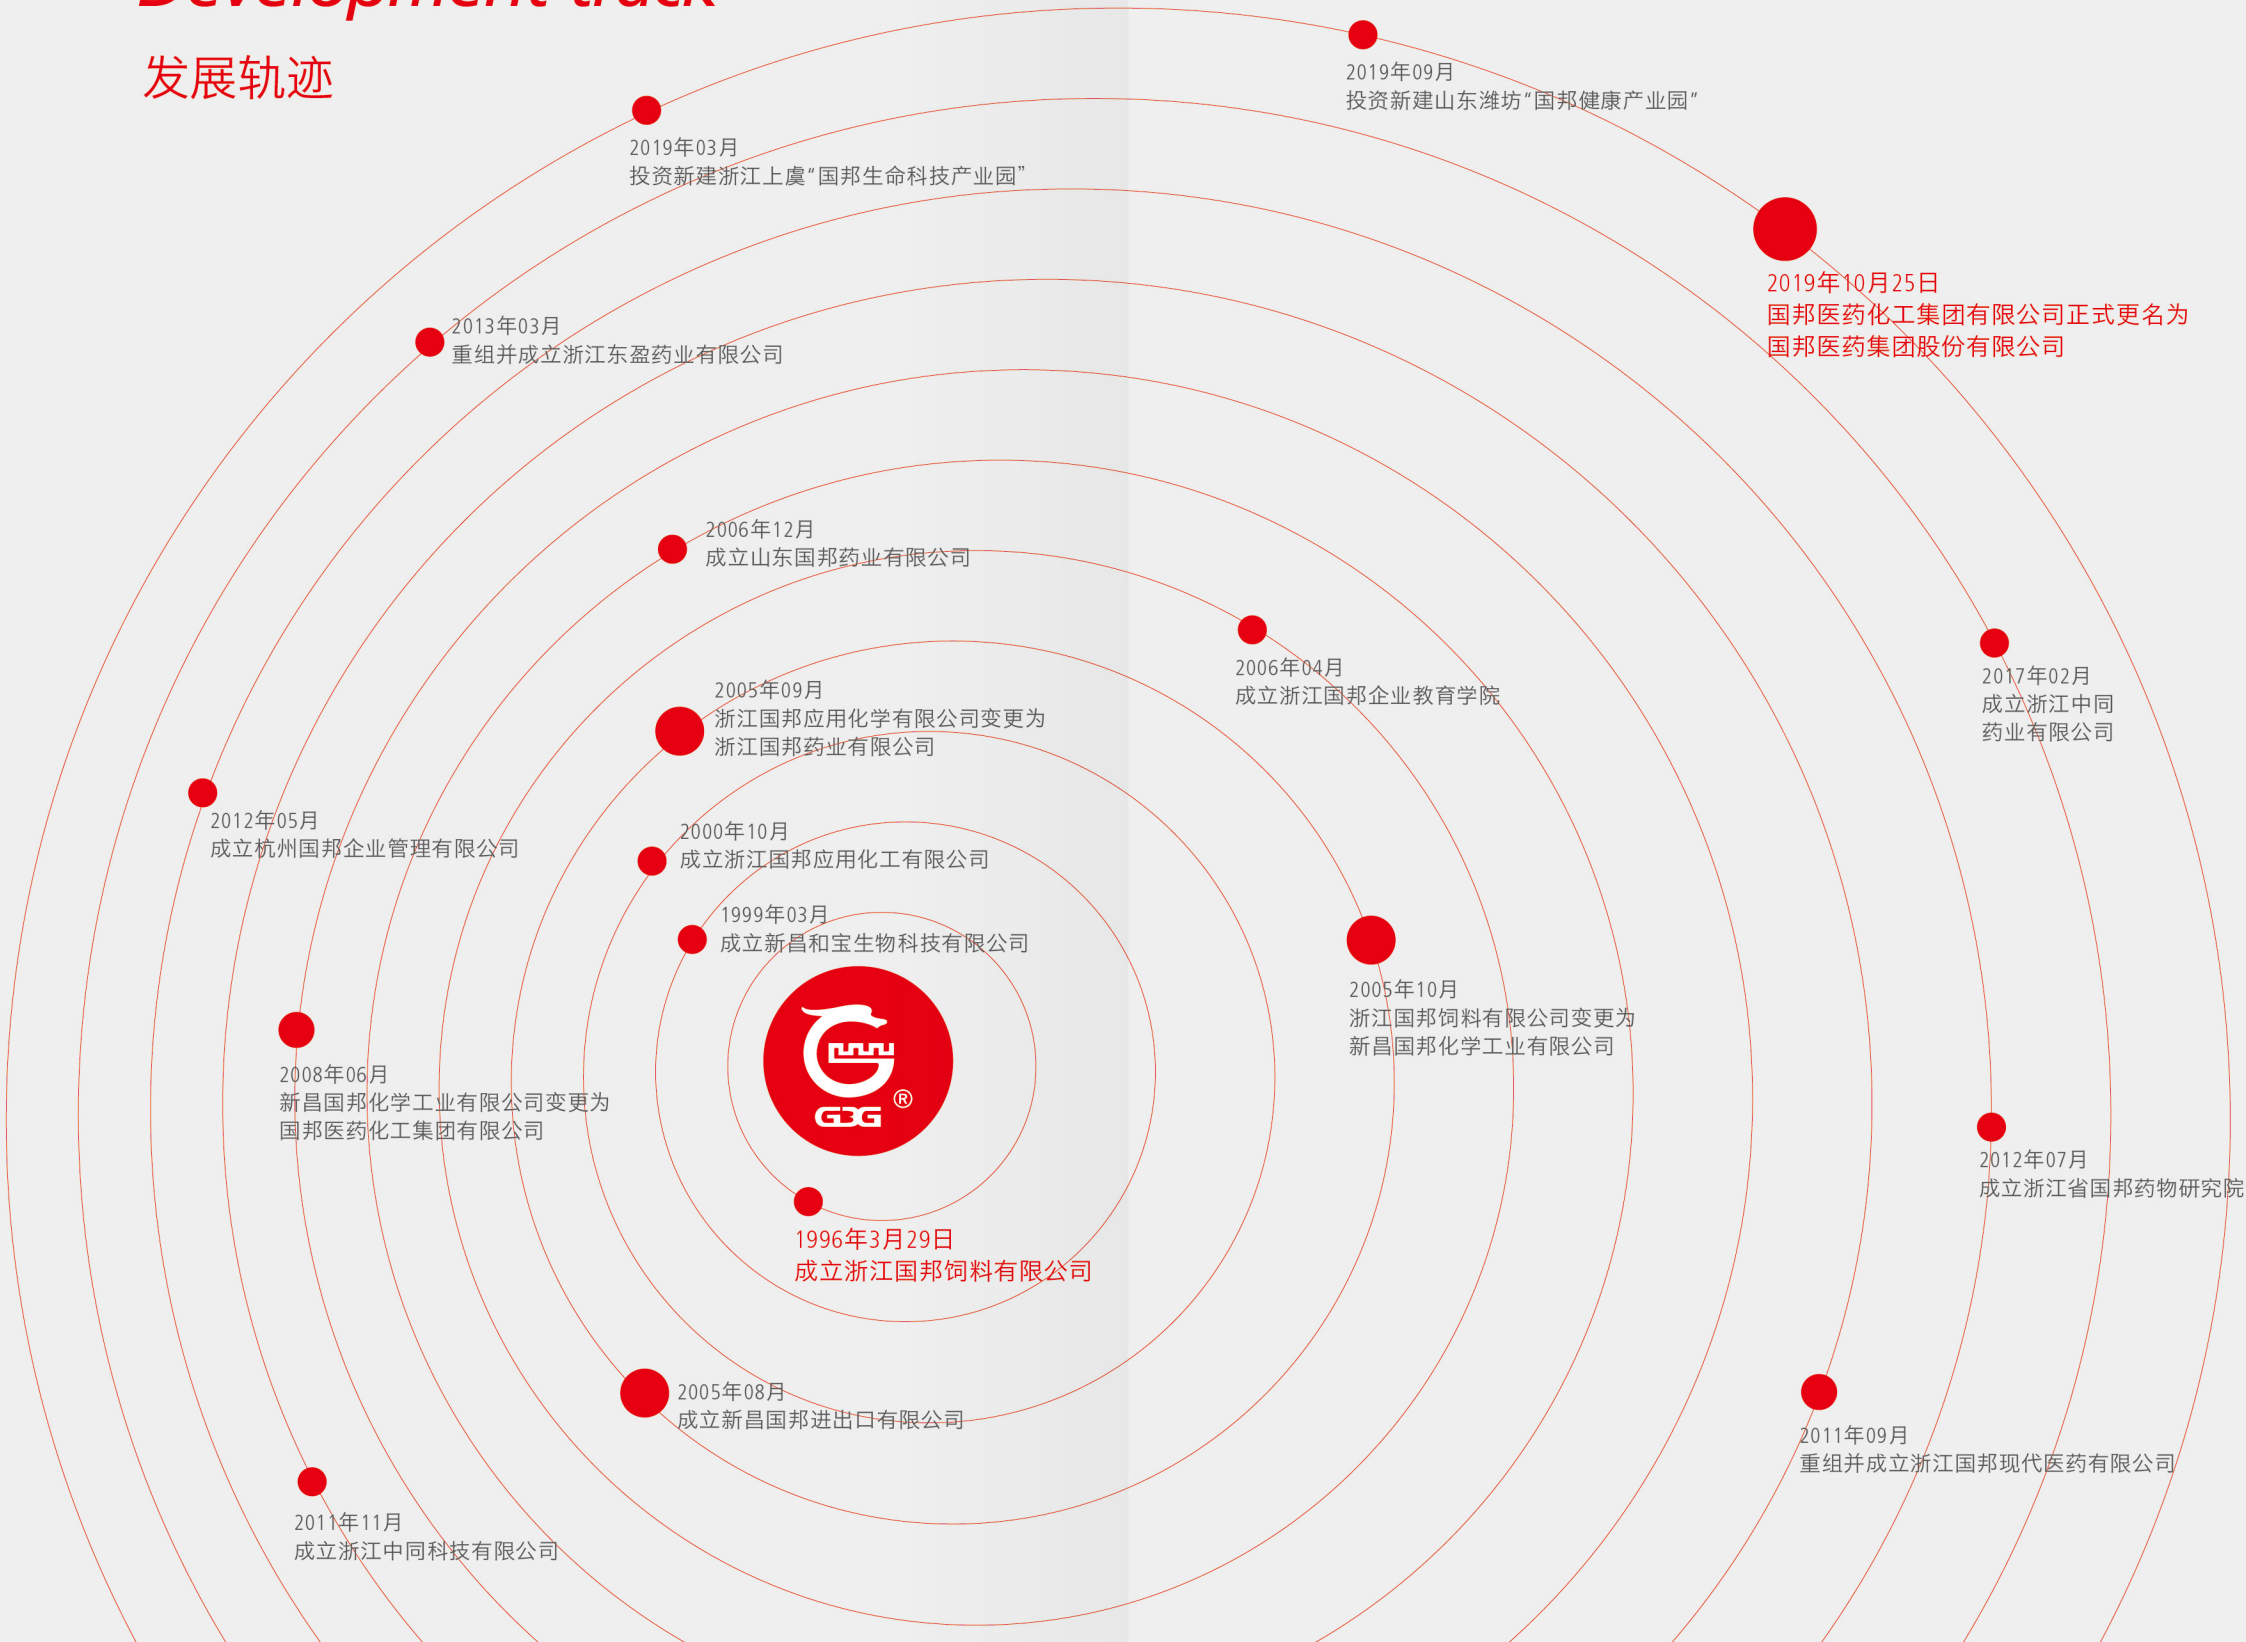 Development track
发展轨迹
2019年09月
投资新建山东潍坊“国邦健康产业园”
2019年03月
投资新建浙江上虞“国邦生命科技产业园”
2019年10月25日
国邦医药化工集团有限公司正式更名为
国邦医药集团股份有限公司
2013年03月
重组并成立浙江东盈药业有限公司
2006年12月
成立山东国邦药业有限公司
2006年04月
成立浙江国邦企业教育学院
2017年02月
成立浙江中同
药业有限公司
2005年09月
浙江国邦应用化学有限公司变更为
浙江国邦药业有限公司
2012年05月
成立杭州国邦企业管理有限公司
2000年10月
成立浙江国邦应用化工有限公司
1999年03月
成立新昌和宝生物科技有限公司
2005年10月
浙江国邦饲料有限公司变更为
新昌国邦化学工业有限公司
2008年06月
新昌国邦化学工业有限公司变更为
国邦医药化工集团有限公司
GBG®
2012年07月
成立浙江省国邦药物研究院
1996年3月29日
成立浙江国邦饲料有限公司
2005年08月
成立新昌国邦进出口有限公司
2011年09月
重组并成立浙江国邦现代医药有限公司
2011年11月
成立浙江中同科技有限公司